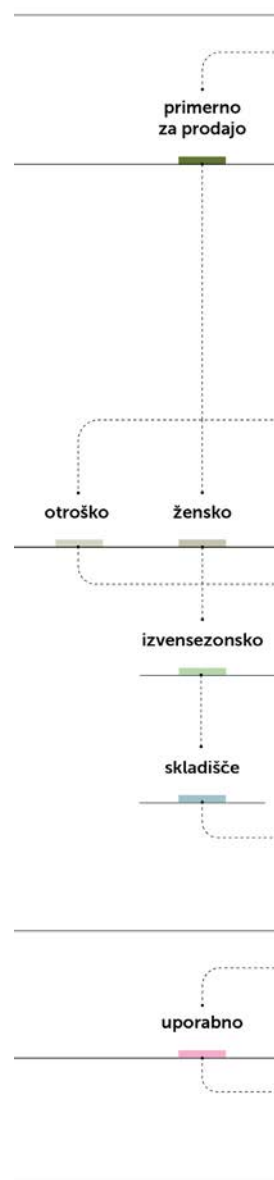 primerno
za prodajo
otroško
žensko
izvensezonsko
skladišče
uporabno